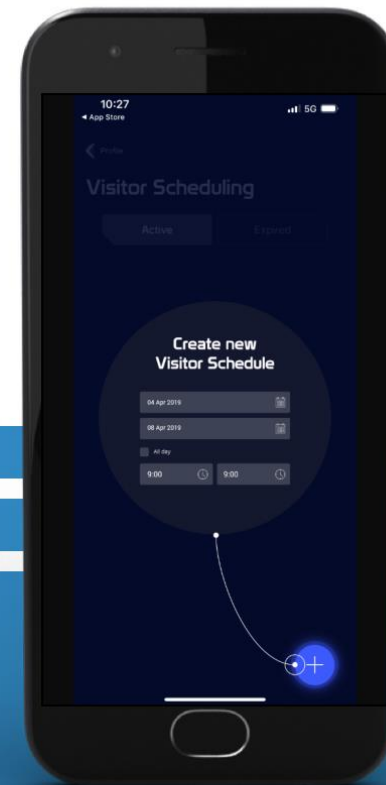 10:27
5G
◄ App Store
Profile
Visitor Scheduling
Active
Expired
Create new
Visitor Schedule
04 Apr 2019
08 Apr 2019
All day
9:00
9:00